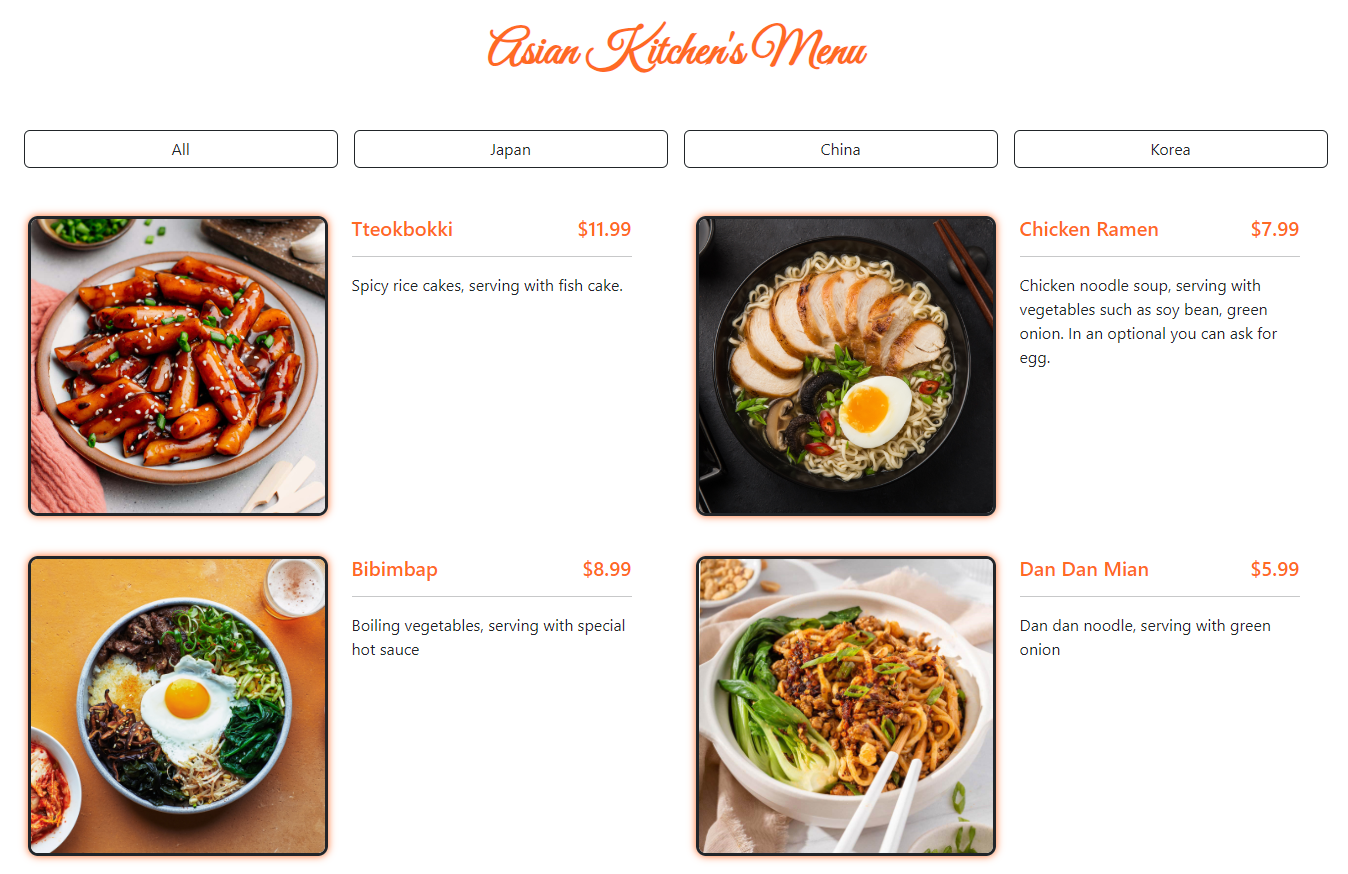 Asian Kitchen's Menu
All
Japan
China
Korea
Tteokbokki $11.99
Spicy rice cakes, serving with fish cake.
Chicken Ramen $7.99
Chicken noodle soup, serving with
vegetables such as soy bean, green
onion. In an optional you can ask for
egg.
Bibimbap $8.99
Boiling vegetables, serving with special
hot sauce
Dan Dan Mian $5.99
Dan dan noodle, serving with green
onion